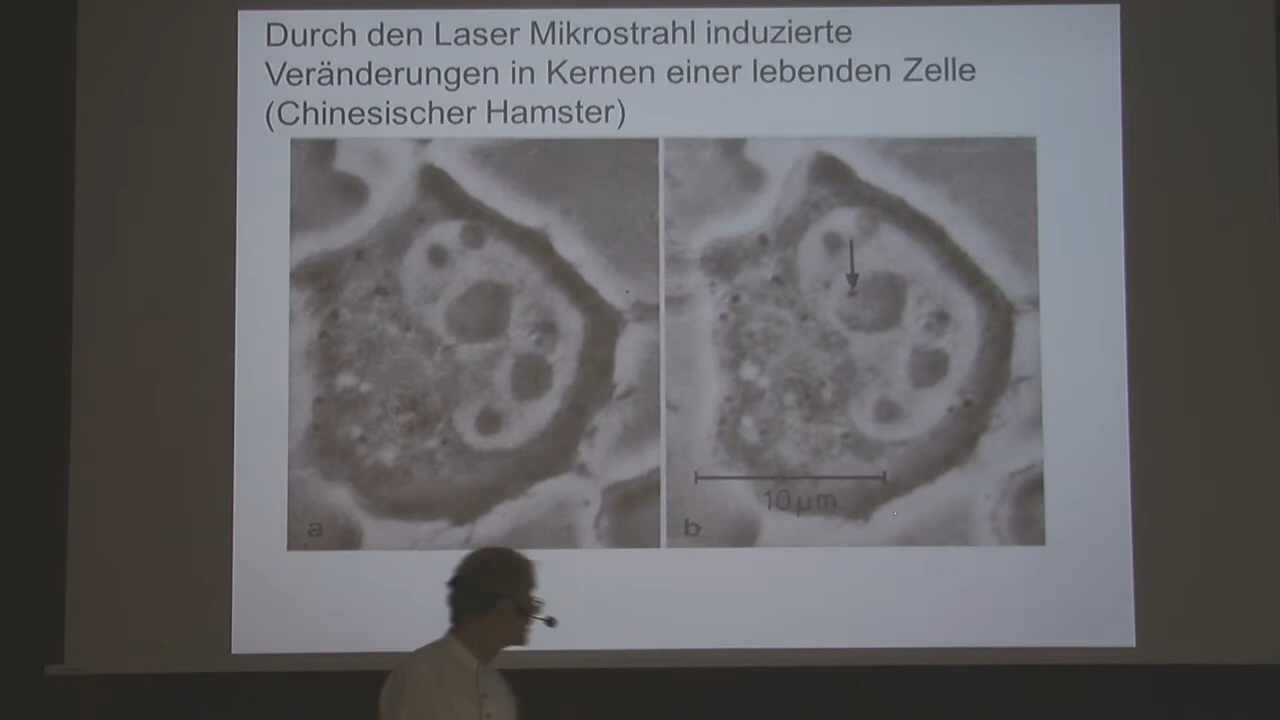 Durch den Laser Mikrostrahl induzierte
Veränderungen in Kernen einer lebenden Zelle
(Chinesischer Hamster)
10 µm
a
b